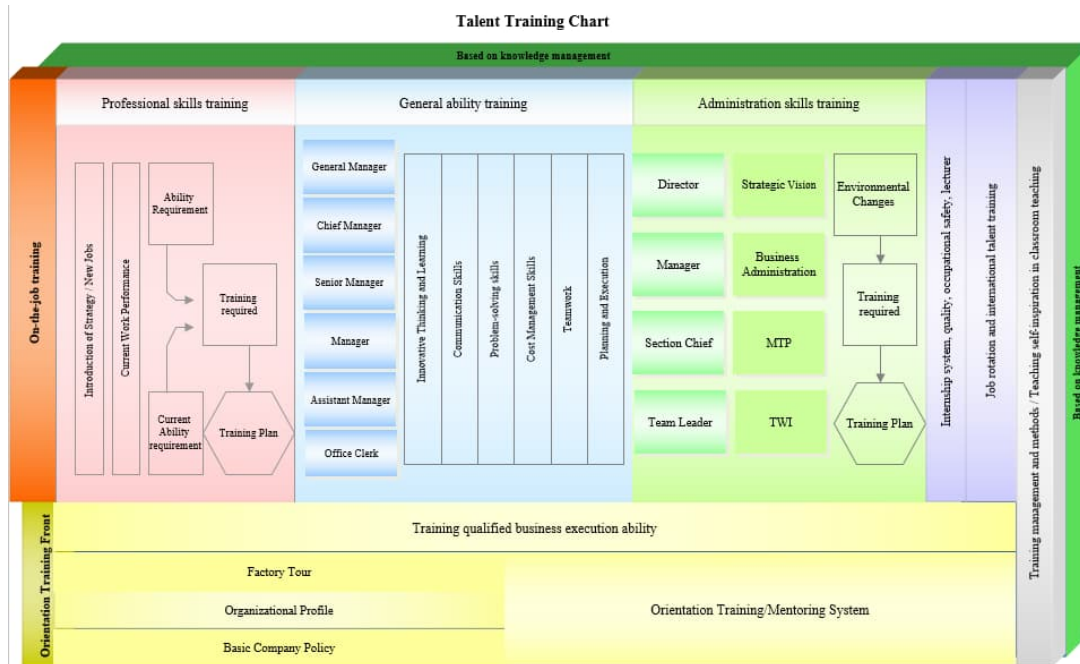 Talent Training Chart
Based on knowledge management
Professional skills training
General ability training
Administration skills training
On-the-job training
Introduction of Strategy / New Jobs
Current Work Performance
Ability
Requirement
Training
required
Current
Ability
requirement
Training Plan
General Manager
Chief Manager
Senior Manager
Manager
Assistant Manager
Office Clerk
Innovative Thinking and Learning
Communication Skills
Problem-solving skills
Cost Management Skills
Teamwork
Planning and Execution
Director
Strategic Vision
Manager
Business
Administration
Section Chief
MTP
Team Leader
TWI
Environmental
Changes
Training
required
Training Plan
Internship system, quality, occupational safety, lecturer
Job rotation and international talent training
Training management and methods / Teaching self-inspiration in classroom teaching
Based on knowledge management
Orientation Training Front
Training qualified business execution ability
Factory Tour
Organizational Profile
Basic Company Policy
Orientation Training/Mentoring System